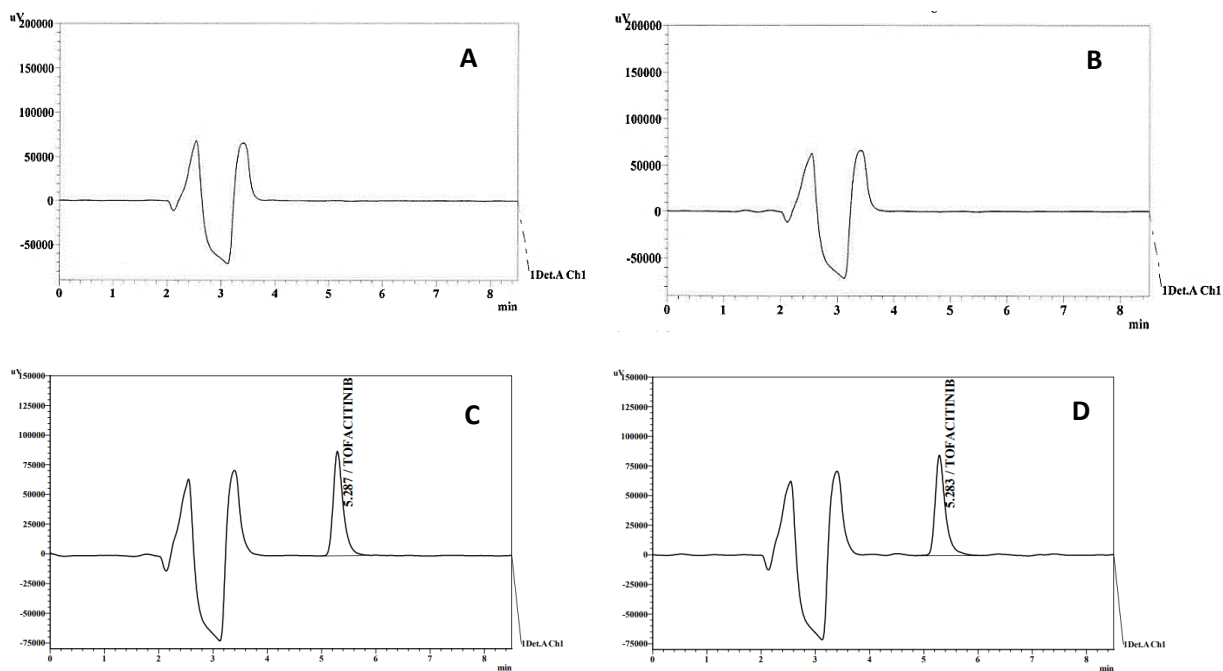 uV
200000
A
150000
100000
50000
0
-50000
0 1 2 3 4 5 6 7 8
min
1Det.A Ch1
uV
200000
B
150000
100000
50000
0
-50000
0 1 2 3 4 5 6 7 8
min
1Det.A Ch1
uV
150000
C
125000
100000
75000
50000
25000
0
-25000
-50000
-75000
5.287 / TOFACITINIB
0 1 2 3 4 5 6 7 8
min
1Det.A Ch1
uV
150000
D
125000
100000
75000
50000
25000
0
-25000
-50000
-75000
5.283 / TOFACITINIB
0 1 2 3 4 5 6 7 8
min
1Det.A Ch1